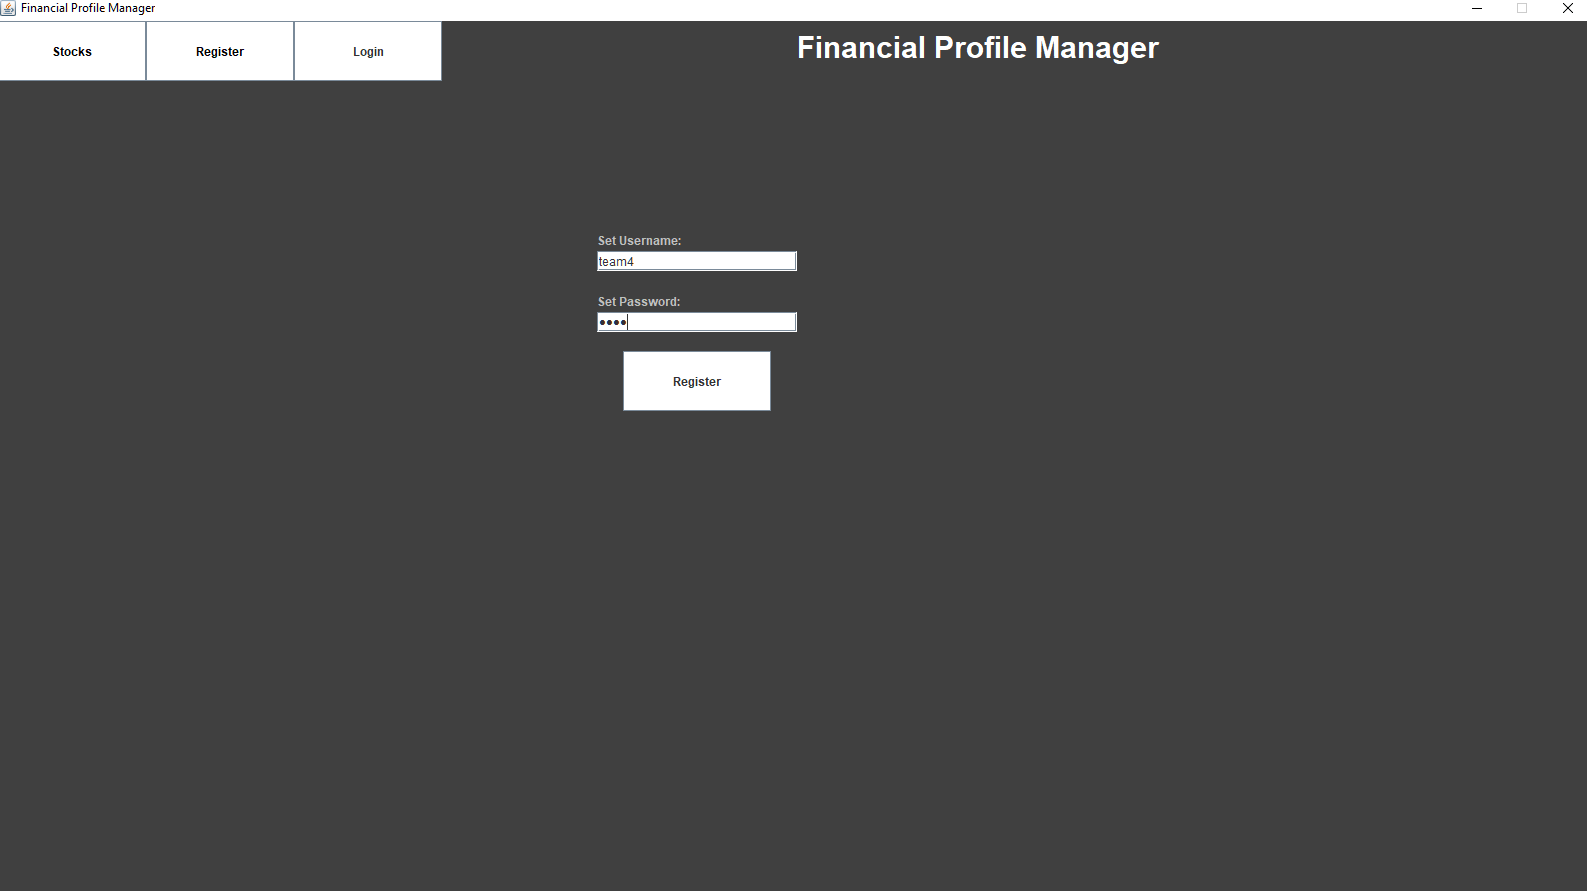 Financial Profile Manager
Stocks Register Login
Financial Profile Manager
Set Username:
team4
Set Password:
••••
Register